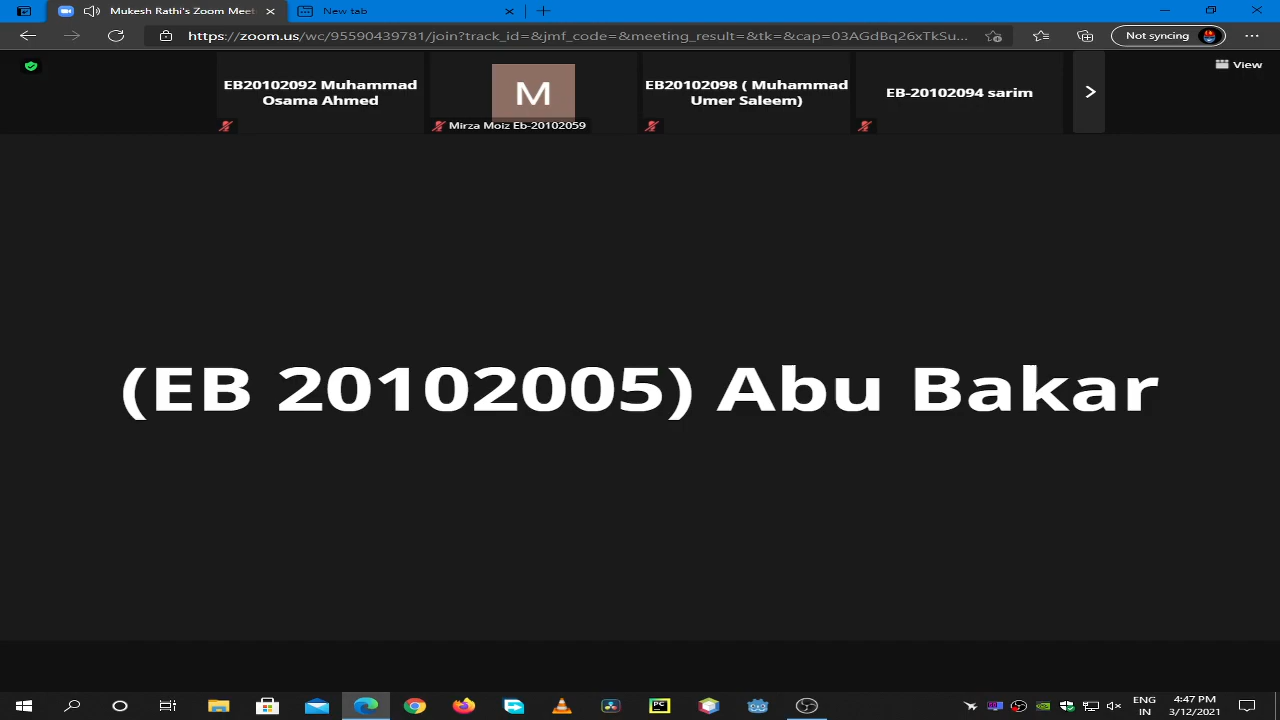 Mukesh Rathi's Zoom Meet
New tab
https://zoom.us/wc/95590439781/join?track_id=&jmf_code=&meeting_result=&tk=&cap=03AGdBq26xTkSu...
Not syncing
View
EB20102092 Muhammad
Osama Ahmed
M
Mirza Moiz Eb-20102059
EB20102098 ( Muhammad
Umer Saleem)
EB-20102094 sarim
(EB 20102005) Abu Bakar
PC
ENG
IN
4:47 PM
3/12/2021